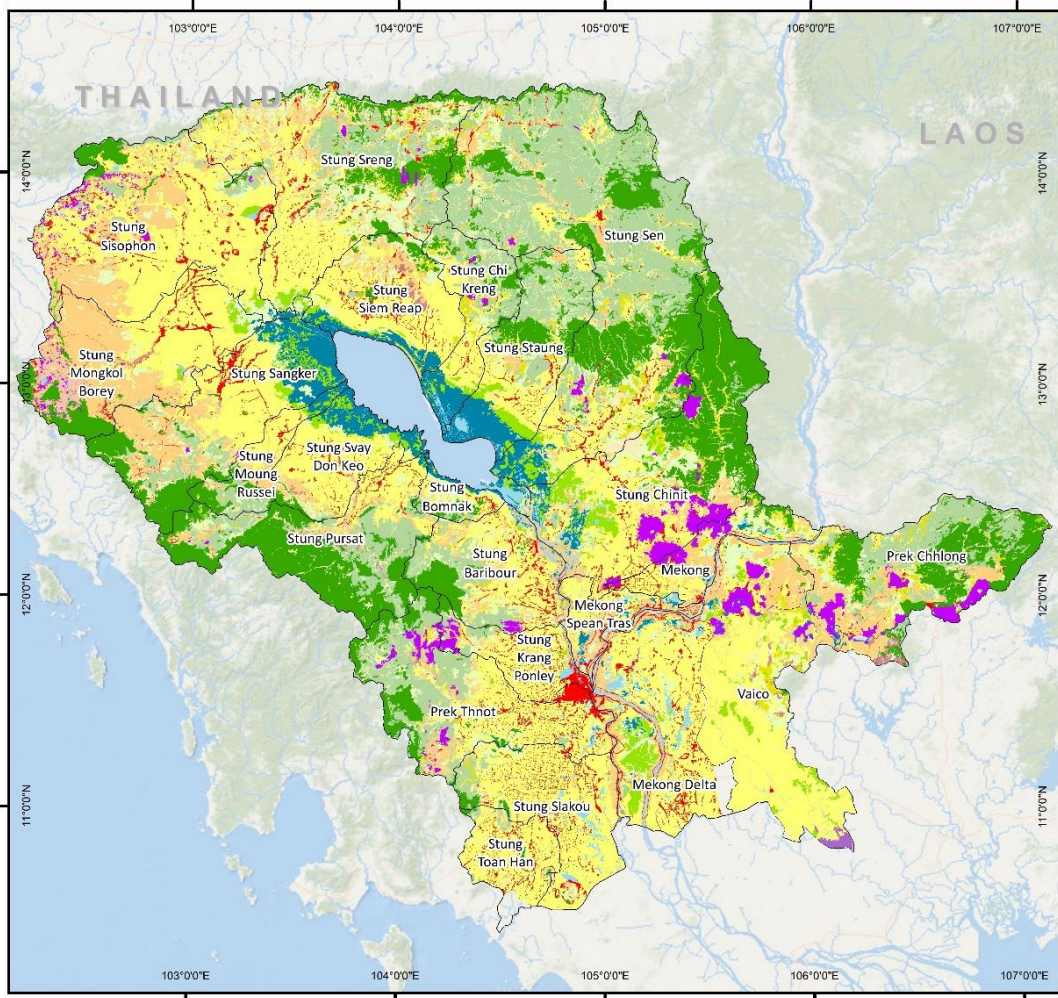 103°0'0"E 104°0'0"E 105°0'0"E 106°0'0"E 107°0'0"E
THAILAND
LAOS
14°0'0"N
14°0'0"N
Stung Sreng
Stung
Sisophon
Stung Sen
Stung Chi
Kreng
Stung
Siem Reap
Stung Staung
Stung
Mongkol
Borey
13°0'0"N
13°0'0"N
Stung Sangker
Stung Svay
Don Keo
Stung
Moung
Russei
Stung
Bomnak
Stung Chinit
Stung Pursat
Stung
Baribour
Mekong
Prek Chhlong
12°0'0"N
12°0'0"N
Mekong
Spean Tras
Stung
Krang
Ponley
Prek Thnot
Vaico
Mekong Delta
Stung Slakou
11°0'0"N
11°0'0"N
Stung
Toan Han
103°0'0"E 104°0'0"E 105°0'0"E 106°0'0"E 107°0'0"E